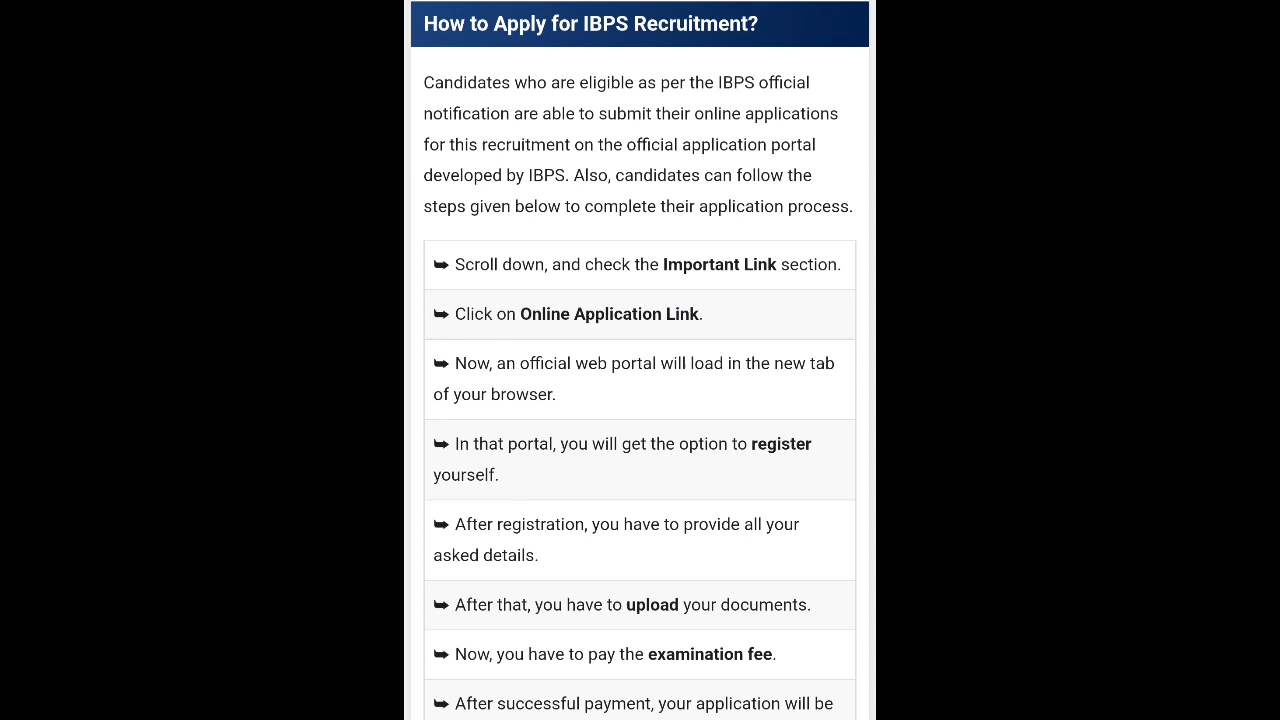 How to Apply for IBPS Recruitment?
Candidates who are eligible as per the IBPS official
notification are able to submit their online applications
for this recruitment on the official application portal
developed by IBPS. Also, candidates can follow the
steps given below to complete their application process.
➥ Scroll down, and check the Important Link section.
➥ Click on Online Application Link.
➥ Now, an official web portal will load in the new tab
of your browser.
➥ In that portal, you will get the option to register
yourself.
➥ After registration, you have to provide all your
asked details.
➥ After that, you have to upload your documents.
➥ Now, you have to pay the examination fee.
➥ After successful payment, your application will be